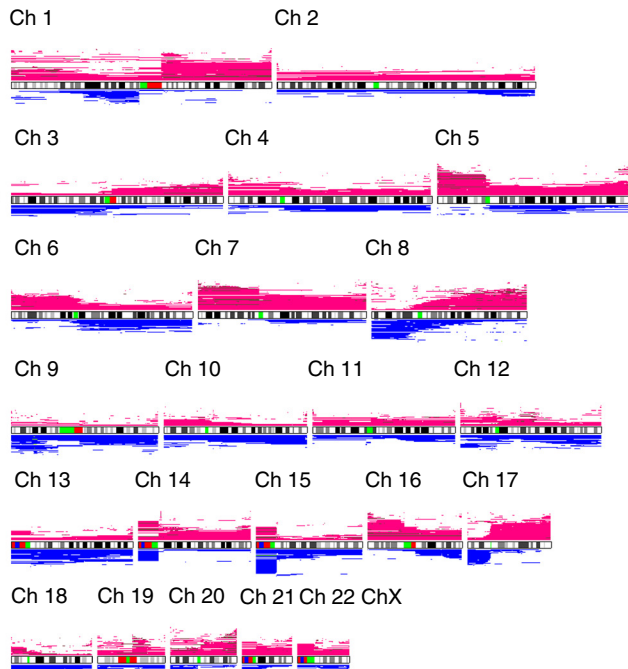 Ch 1 Ch 2
Ch 3 Ch 4 Ch 5
Ch 6 Ch 7 Ch 8
Ch 9 Ch 10 Ch 11 Ch 12
Ch 13 Ch 14 Ch 15 Ch 16 Ch 17
Ch 18 Ch 19 Ch 20 Ch 21 Ch 22 ChX